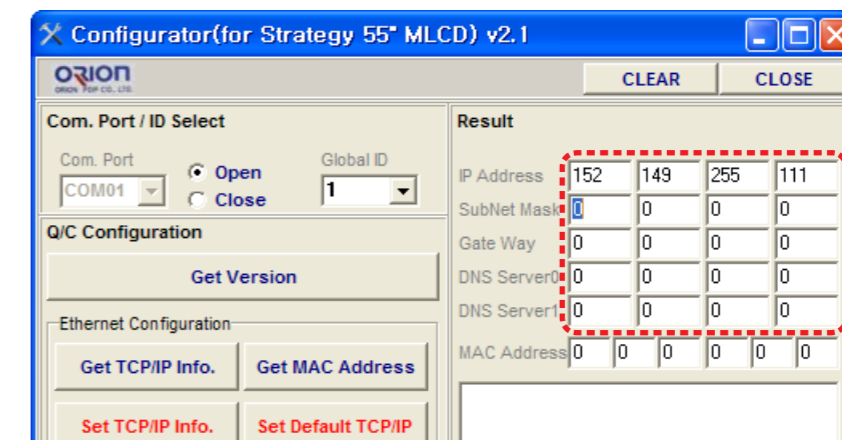 Configurator(for Strategy 55" MLCD) v2.1
ORION
ORION PDP CO., LTD.
CLEAR CLOSE
Com. Port / ID Select
Com. Port
COM01
Open
Close
Global ID
1
Q/C Configuration
Get Version
Ethernet Configuration
Get TCP/IP Info. Get MAC Address
Set TCP/IP Info. Set Default TCP/IP
Result
IP Address 152 149 255 111
SubNet Mask 0 0 0 0
Gate Way 0 0 0 0
DNS Server0 0 0 0 0
DNS Server1 0 0 0 0
MAC Address 0 0 0 0 0 0